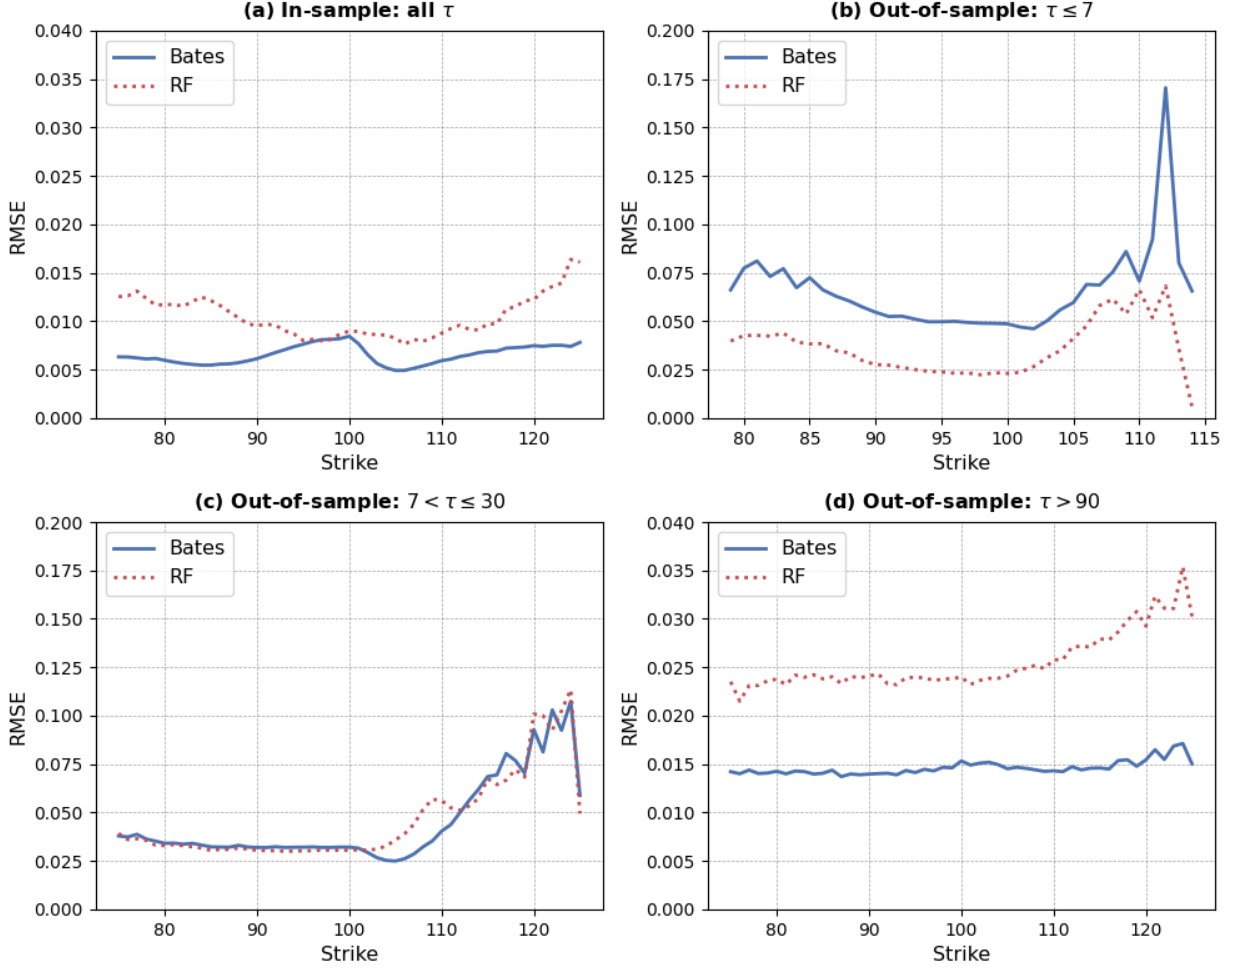 (a) In-sample: all τ
0.040
0.035
0.030
0.025
0.020
0.015
0.010
0.005
0.000
RMSE
Bates
RF
80 90 100 110 120
Strike
(b) Out-of-sample: τ ≤ 7
0.200
0.175
0.150
0.125
0.100
0.075
0.050
0.025
0.000
RMSE
Bates
RF
80 85 90 95 100 105 110 115
Strike
(c) Out-of-sample: 7 < τ ≤ 30
0.200
0.175
0.150
0.125
0.100
0.075
0.050
0.025
0.000
RMSE
Bates
RF
80 90 100 110 120
Strike
(d) Out-of-sample: τ > 90
0.040
0.035
0.030
0.025
0.020
0.015
0.010
0.005
0.000
RMSE
Bates
RF
80 90 100 110 120
Strike